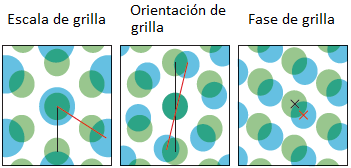 Escala de grilla
Orientación de
grilla
Fase de grilla